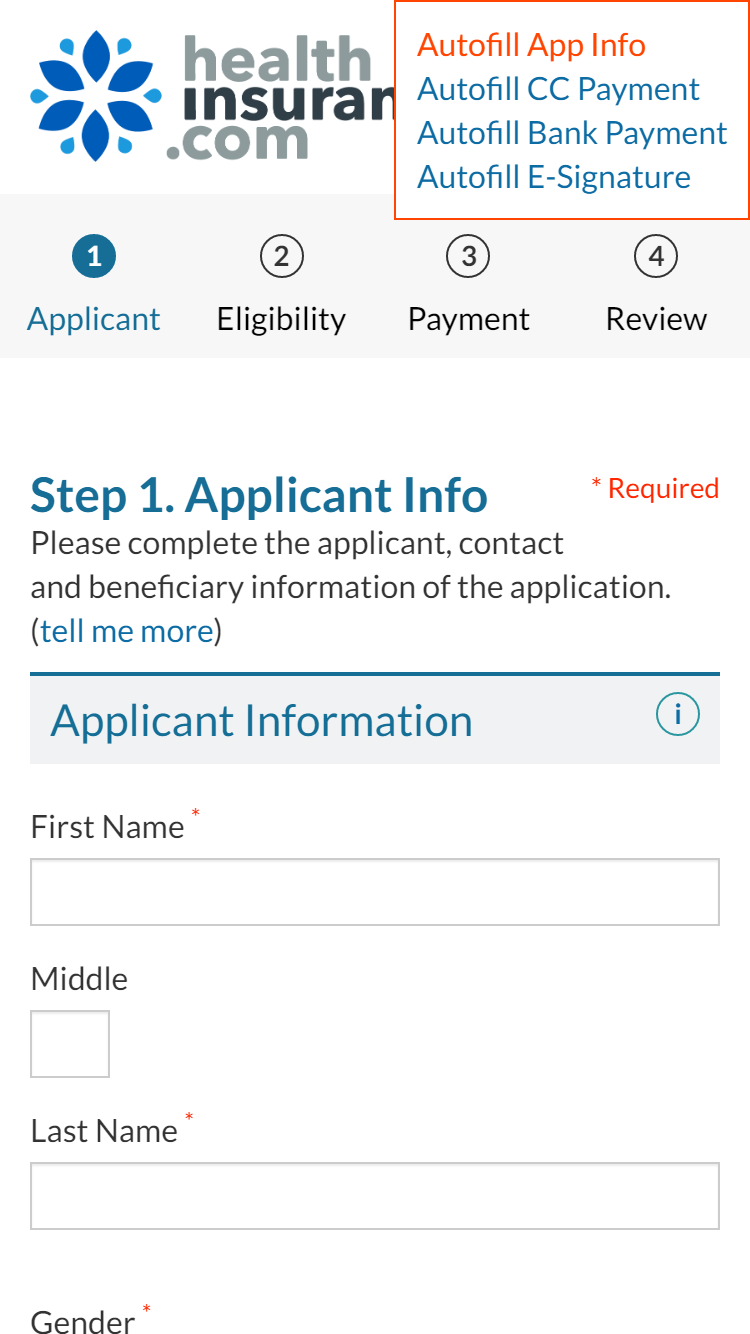 health
insuran
.com
Autofill App Info
Autofill CC Payment
Autofill Bank Payment
Autofill E-Signature
1
2
3
4
Applicant
Eligibility
Payment
Review
Step 1. Applicant Info
* Required
Please complete the applicant, contact
and beneficiary information of the application.
(tell me more)
Applicant Information
i
First Name *
Middle
Last Name *
Gender *